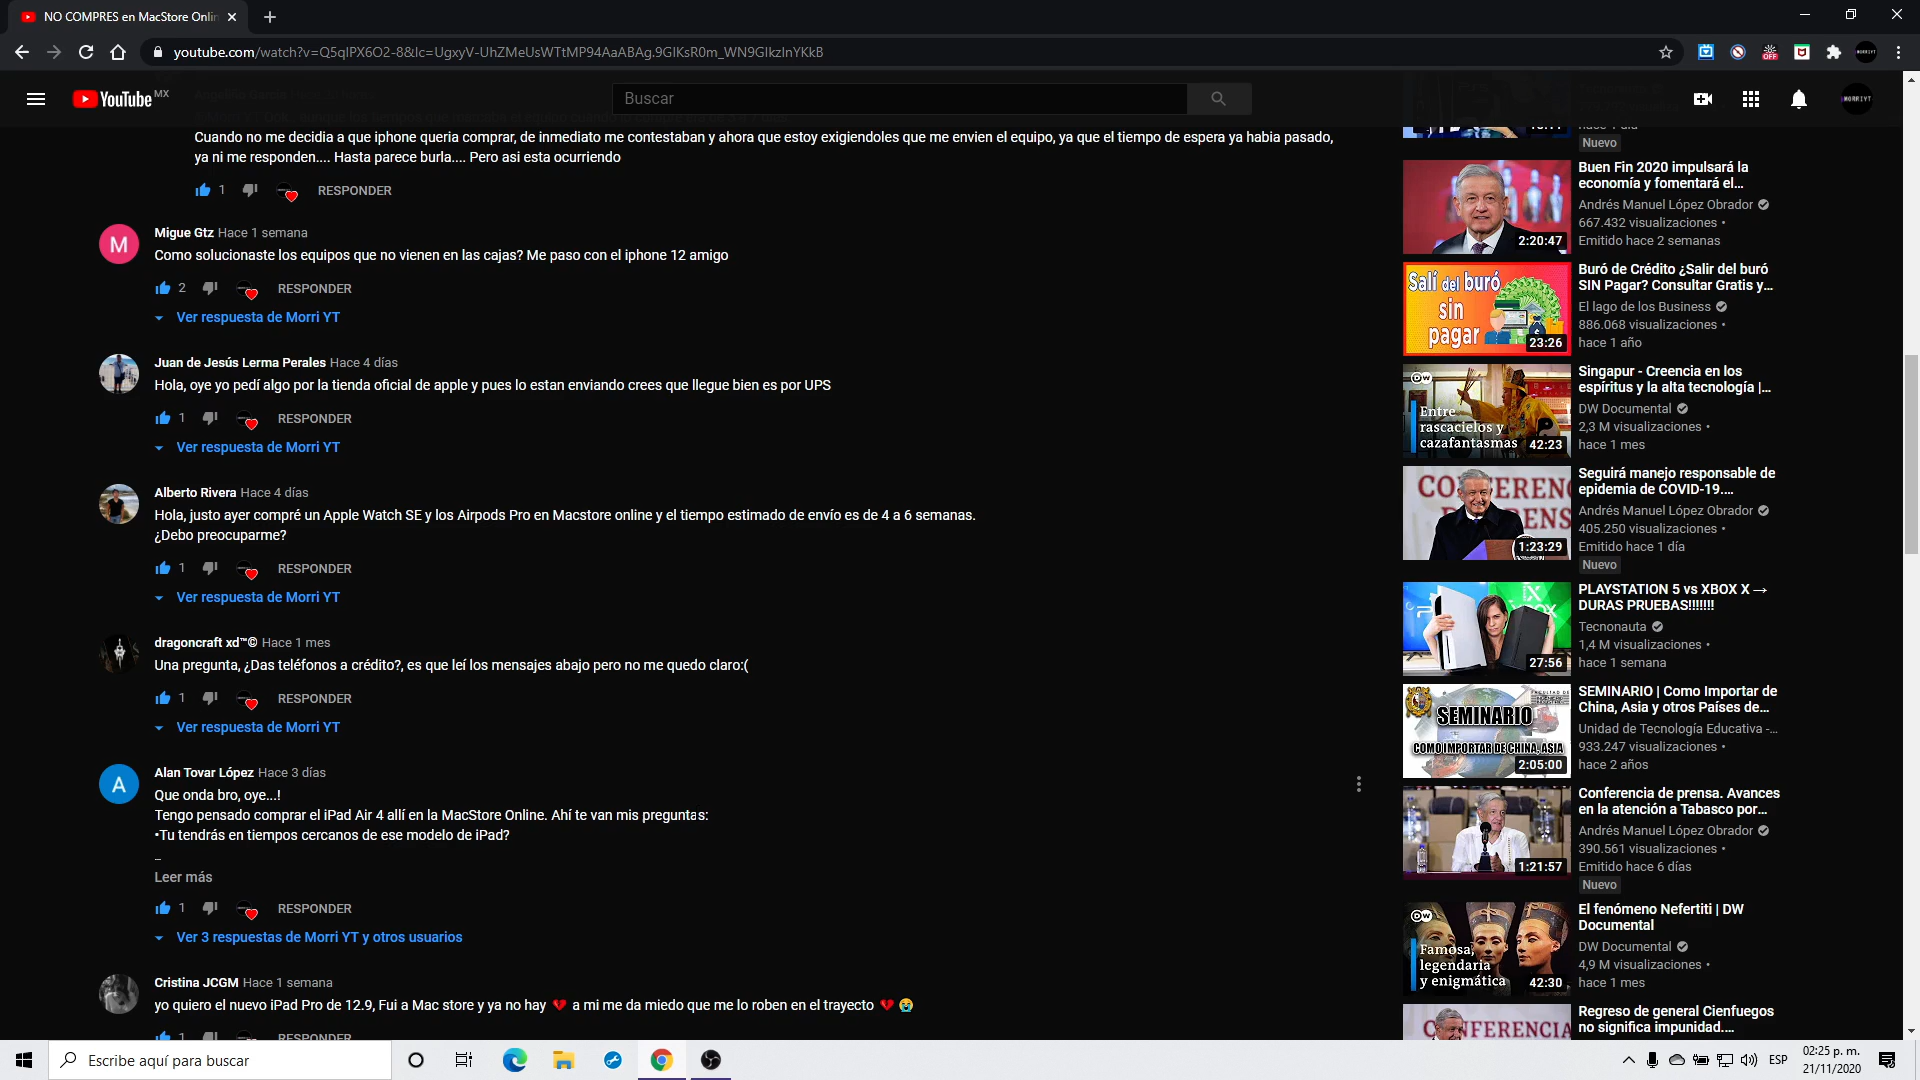 NO COMPRES en MacStore Onlin
youtube.com/watch?v=Q5qIPX6O2-8&lc=UgxyV-UhZMeUsWTtMP94AaABAg.9GlKsR0m_WN9GlkzInYKkB
YouTube MX
Buscar
Cuando no me decidia a que iphone queria comprar, de inmediato me contestaban y ahora que estoy exigiendoles que me envien el equipo, ya que el tiempo de espera ya habia pasado,
ya ni me responden.... Hasta parece burla.... Pero asi esta ocurriendo
1 RESPONDER
M
Migue Gtz Hace 1 semana
Como solucionaste los equipos que no vienen en las cajas? Me paso con el iphone 12 amigo
2 RESPONDER
Ver respuesta de Morri YT
Juan de Jesús Lerma Perales Hace 4 días
Hola, oye yo pedí algo por la tienda oficial de apple y pues lo estan enviando crees que llegue bien es por UPS
1 RESPONDER
Ver respuesta de Morri YT
Alberto Rivera Hace 4 días
Hola, justo ayer compré un Apple Watch SE y los Airpods Pro en Macstore online y el tiempo estimado de envío es de 4 a 6 semanas.
¿Debo preocuparme?
1 RESPONDER
Ver respuesta de Morri YT
dragoncraft xd™© Hace 1 mes
Una pregunta, ¿Das teléfonos a crédito?, es que leí los mensajes abajo pero no me quedo claro:(
1 RESPONDER
Ver respuesta de Morri YT
A
Alan Tovar López Hace 3 días
Que onda bro, oye...!
Tengo pensado comprar el iPad Air 4 allí en la MacStore Online. Ahí te van mis preguntas:
•Tu tendrás en tiempos cercanos de ese modelo de iPad?
Leer más
1 RESPONDER
Ver 3 respuestas de Morri YT y otros usuarios
Cristina JCGM Hace 1 semana
yo quiero el nuevo iPad Pro de 12.9, Fui a Mac store y ya no hay 💔 a mi me da miedo que me lo roben en el trayecto 💔 😭
1 RESPONDER
hace 1 día
Nuevo
2:20:47
Buen Fin 2020 impulsará la
economía y fomentará el...
Andrés Manuel López Obrador
667.432 visualizaciones •
Emitido hace 2 semanas
Salí del buró
sin
pagar
23:26
Buró de Crédito ¿Salir del buró
SIN Pagar? Consultar Gratis y...
El lago de los Business
886.068 visualizaciones •
hace 1 año
DW
Entre
rascacielos y
cazafantasmas
42:23
Singapur - Creencia en los
espíritus y la alta tecnología |...
DW Documental
2,3 M visualizaciones •
hace 1 mes
1:23:29
Seguirá manejo responsable de
epidemia de COVID-19....
Andrés Manuel López Obrador
405.250 visualizaciones •
Emitido hace 1 día
Nuevo
27:56
PLAYSTATION 5 vs XBOX X →
DURAS PRUEBAS!!!!!!!
Tecnonauta
1,4 M visualizaciones •
hace 1 semana
SEMINARIO
COMO IMPORTAR DE CHINA, ASIA
2:05:00
SEMINARIO | Como Importar de
China, Asia y otros Países de...
Unidad de Tecnología Educativa -...
933.247 visualizaciones •
hace 2 años
1:21:57
Conferencia de prensa. Avances
en la atención a Tabasco por...
Andrés Manuel López Obrador
390.561 visualizaciones •
Emitido hace 6 días
Nuevo
DW
Famosa,
legendaria
y enigmática
42:30
El fenómeno Nefertiti | DW
Documental
DW Documental
4,9 M visualizaciones •
hace 1 mes
Regreso de general Cienfuegos
no significa impunidad....
Escribe aquí para buscar
ESP
02:25 p. m.
21/11/2020